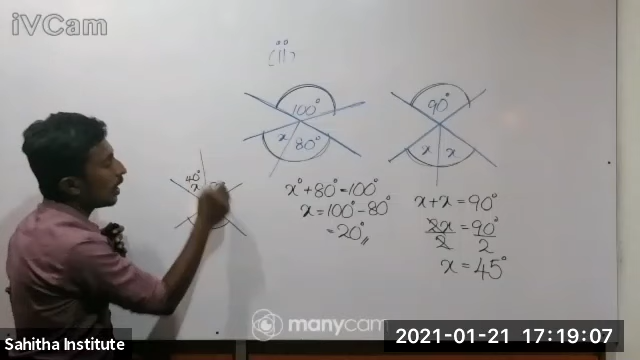 iVCam
(ii)
100°
x 80°
x° + 80° = 100°
x = 100° - 80°
= 20°
90°
x x
x + x = 90°
2x/2 = 90°/2
x = 45°
40°
x
manycam
2021-01-21 17:19:07
Sahitha Institute